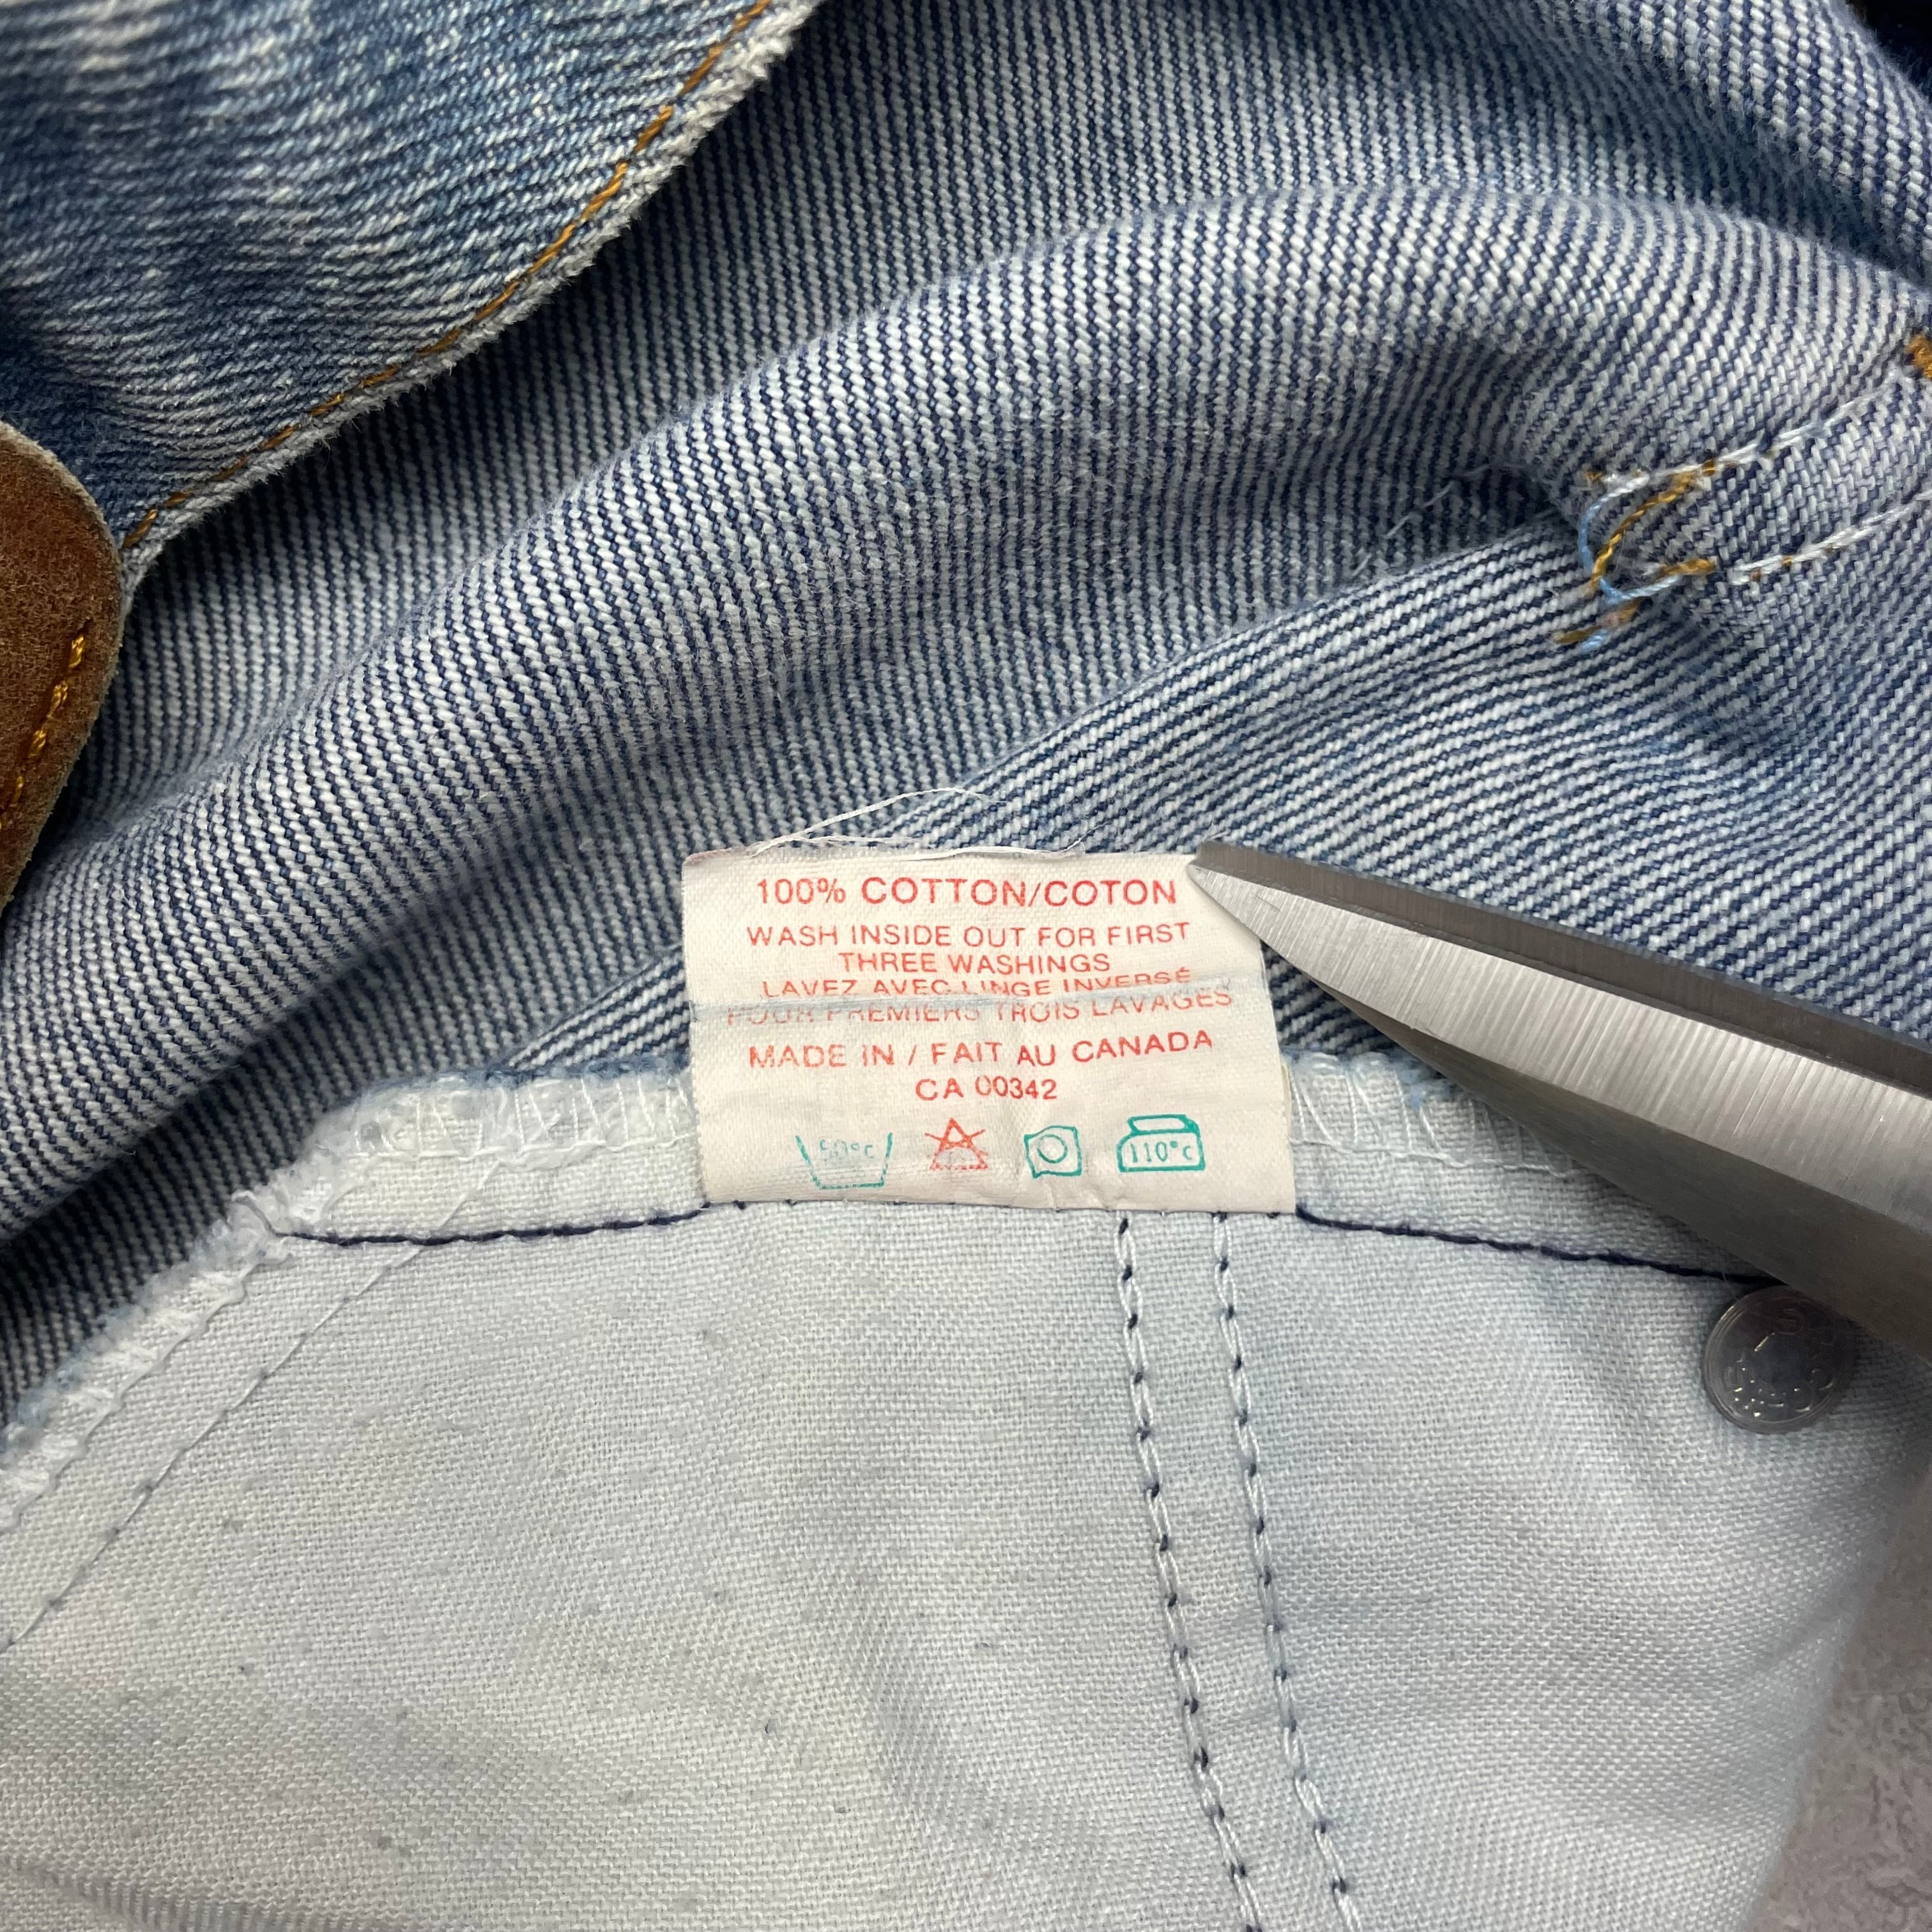 100% COTTON/COTON
WASH INSIDE OUT FOR FIRST
THREE WASHINGS
LAVEZ AVEC LINGE INVERSÉ
POUR PREMIERS TROIS LAVAGES
MADE IN / FAIT AU CANADA
CA 00342
50°c 110°c